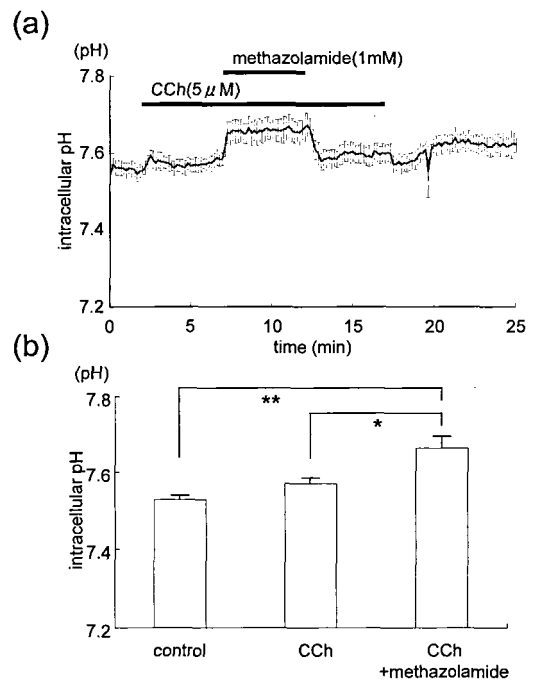 (a)
(pH)
methazolamide(1mM)
CCh(5μM)
7.8
7.6
7.4
7.2
intracellular pH
0 5 10 15 20 25
time (min)
(b)
(pH)
7.8
7.6
7.4
7.2
intracellular pH
**
*
control CCh CCh
+methazolamide